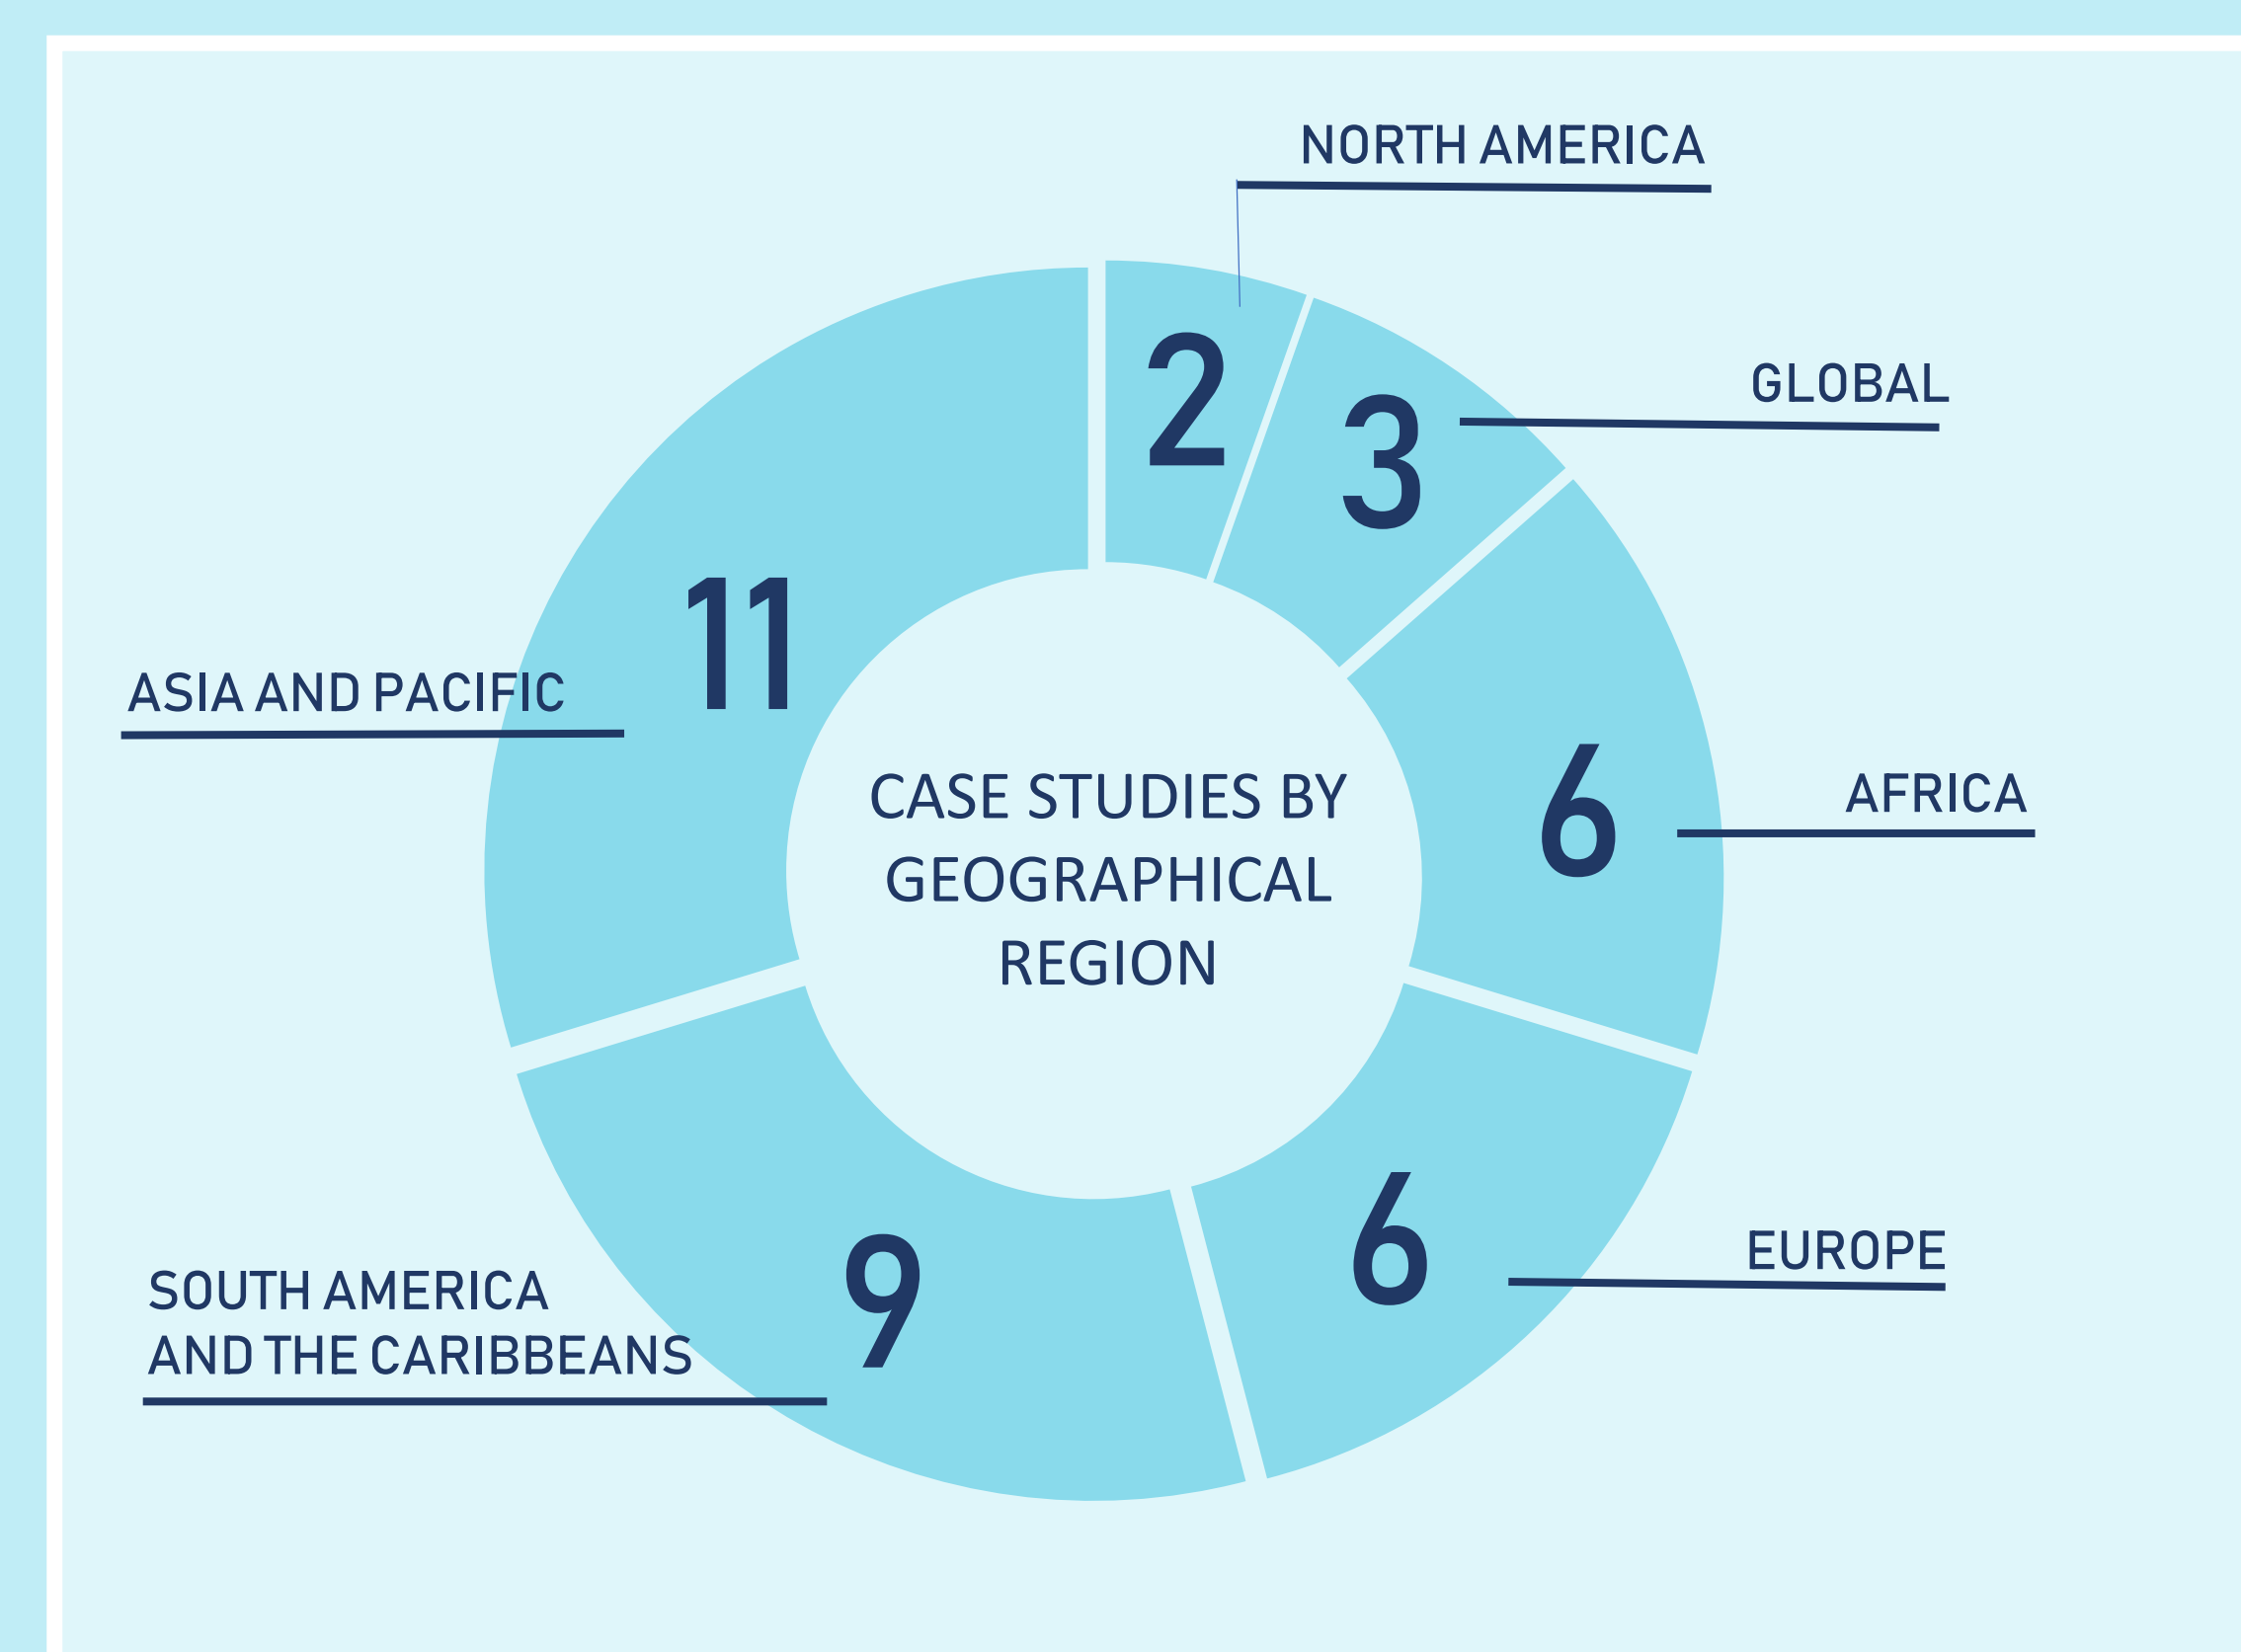 NORTH AMERICA
2
GLOBAL
3
11
ASIA AND PACIFIC
CASE STUDIES BY
GEOGRAPHICAL
REGION
6
AFRICA
6
EUROPE
9
SOUTH AMERICA
AND THE CARIBBEANS